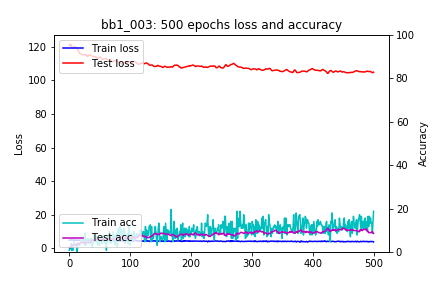 bb1_003: 500 epochs loss and accuracy
Train loss
Test loss
Train acc
Test acc
Loss
Accuracy
120
100
80
60
40
20
0
100
80
60
40
20
0
0
100
200
300
400
500